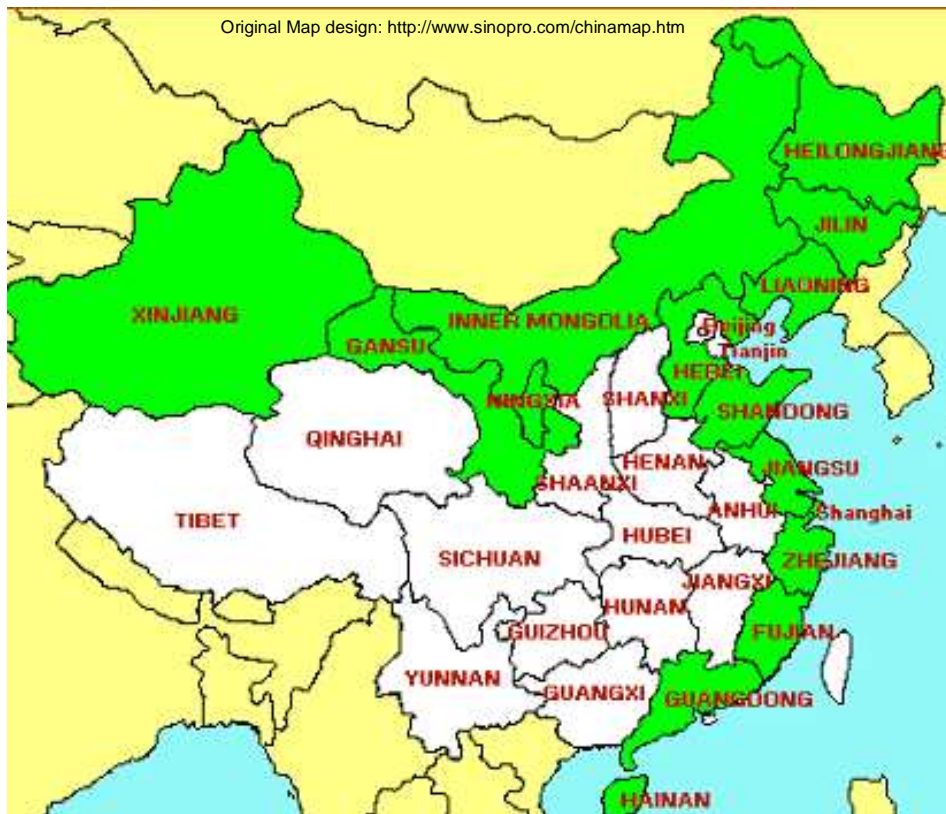 Original Map design: http://www.sinopro.com/chinamap.htm
HEILONGJIANG
JILIN
LIAONING
XINJIANG
INNER MONGOLIA
Beijing
GANSU
Tianjin
HEBEI
NINGXIA
SHANXI
SHANDONG
QINGHAI
HENAN
JIANGSU
SHAANXI
TIBET
ANHUI
Shanghai
HUBEI
SICHUAN
ZHEJIANG
JIANGXI
HUNAN
GUIZHOU
FUJIAN
YUNNAN
GUANGXI
GUANGDONG
HAINAN